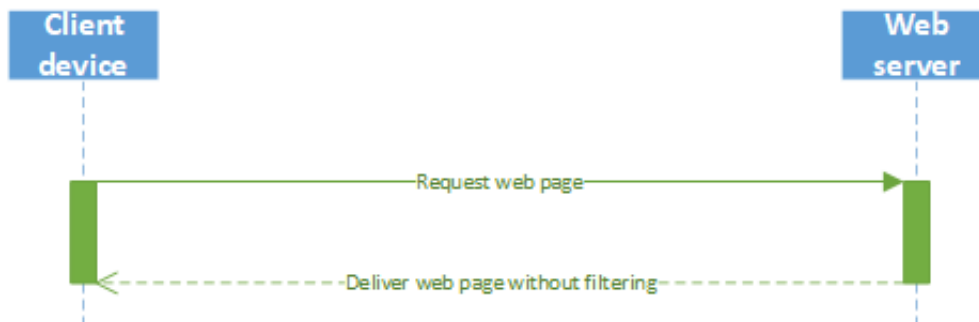 Client
device
Web
server
Request web page
Deliver web page without filtering